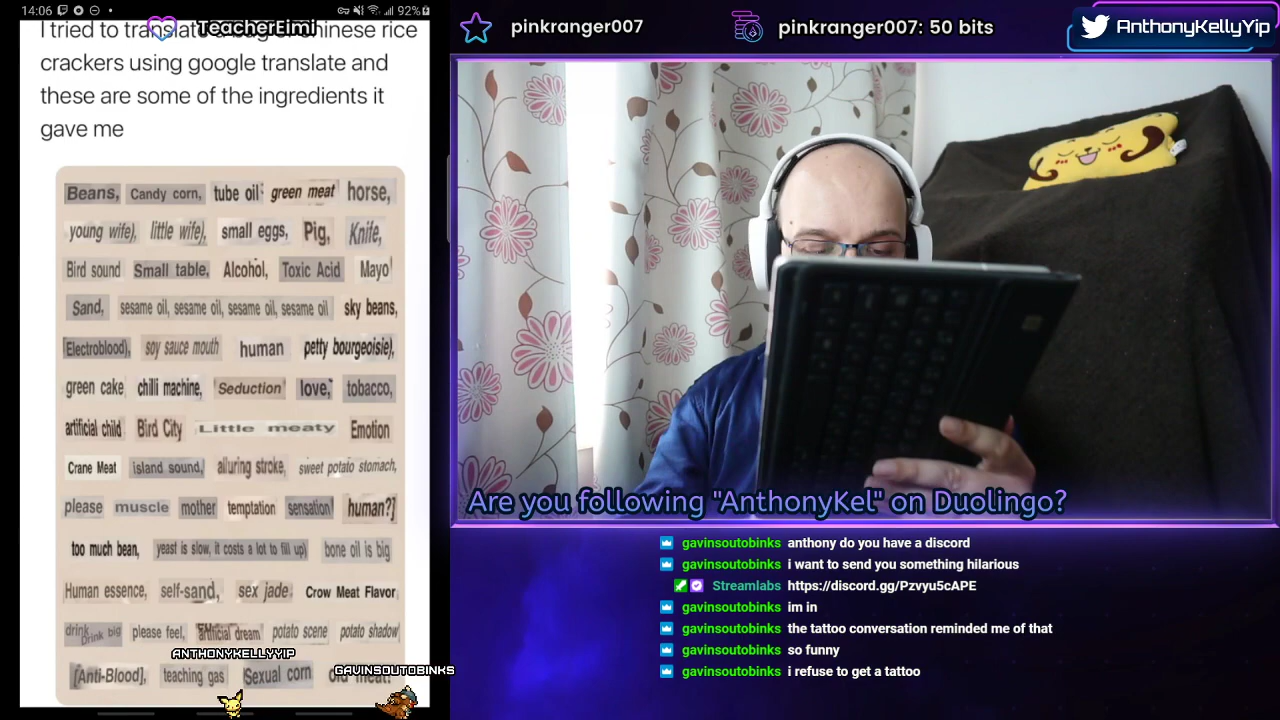 14:06
92%
TeacherEimi
I tried to translate a bag of Chinese rice
crackers using google translate and
these are some of the ingredients it
gave me
Beans, Candy corn, tube oil green meat horse,
young wife), little wife), small eggs, Pig, Knife,
Bird sound Small table, Alcohol, Toxic Acid Mayo
Sand, sesame oil, sesame oil, sesame oil, sesame oil sky beans,
Electroblood), soy sauce mouth human petty bourgeoisie),
green cake chilli machine, Seduction love, tobacco,
artificial child Bird City Little meaty Emotion
Crane Meat island sound, alluring stroke, sweet potato stomach,
please muscle mother temptation sensation human?]
too much bean, yeast is slow, it costs a lot to fill up) bone oil is big
Human essence, self-sand, sex jade. Crow Meat Flavor
drink Drink big please feel, artificial dream potato scene potato shadow
[Anti-Blood], teaching gas Sexual corn old meat!
ANTHONYKELLYYIP
GAVINSOUTOBINKS
pinkranger007
pinkranger007: 50 bits
AnthonyKellyYip
Are you following "AnthonyKel" on Duolingo?
gavinsoutobinks anthony do you have a discord
gavinsoutobinks i want to send you something hilarious
Streamlabs https://discord.gg/Pzvyu5cAPE
gavinsoutobinks im in
gavinsoutobinks the tattoo conversation reminded me of that
gavinsoutobinks so funny
gavinsoutobinks i refuse to get a tattoo